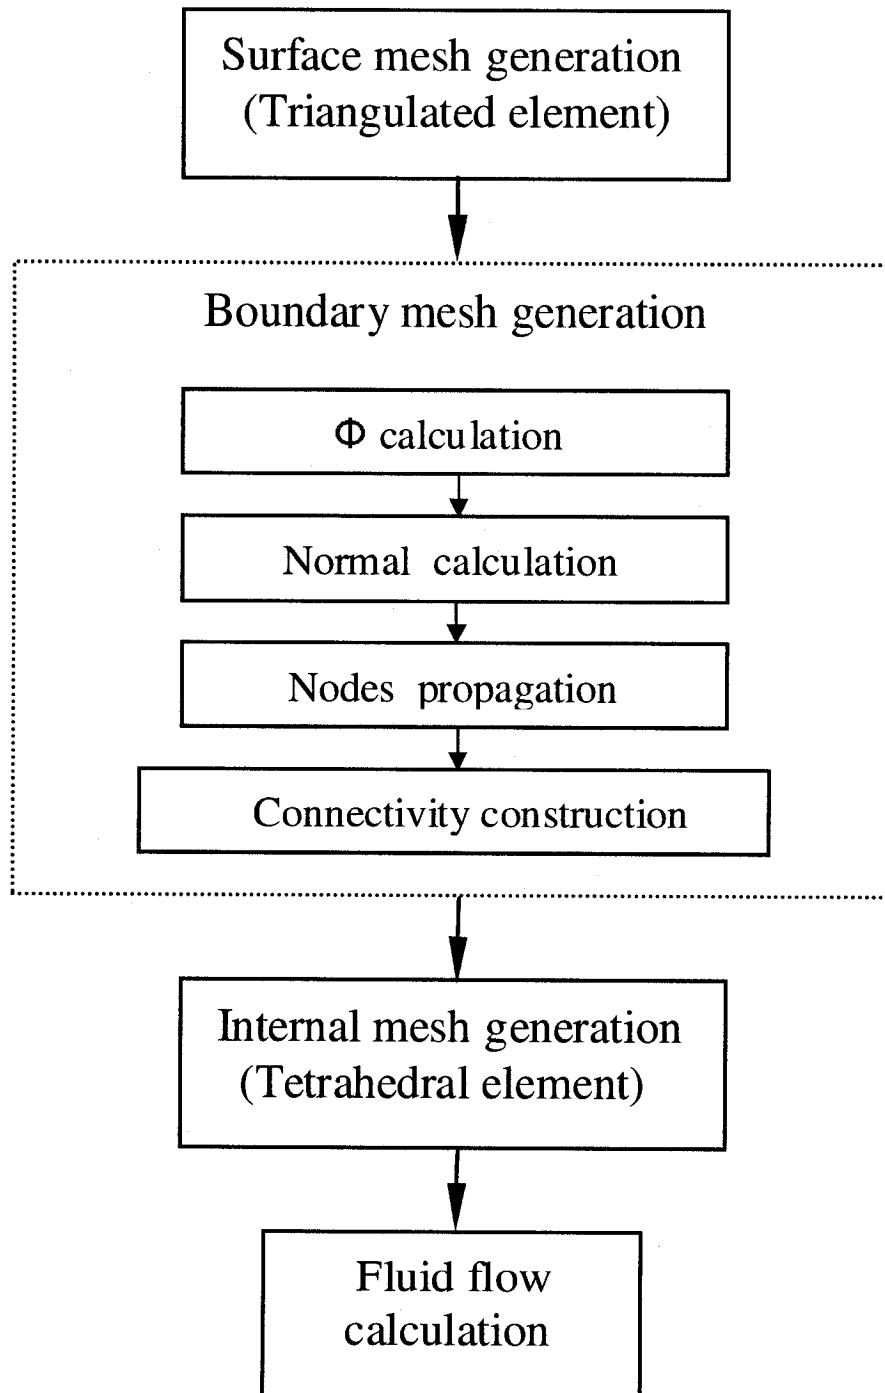 Surface mesh generation
(Triangulated element)
Boundary mesh generation
Φ calculation
Normal calculation
Nodes propagation
Connectivity construction
Internal mesh generation
(Tetrahedral element)
Fluid flow
calculation